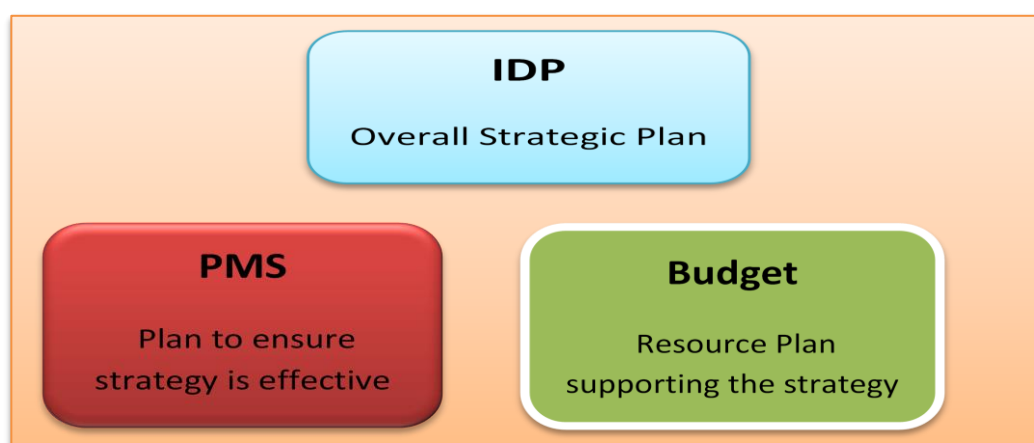 IDP
Overall Strategic Plan
PMS
Plan to ensure
strategy is effective
Budget
Resource Plan
supporting the strategy